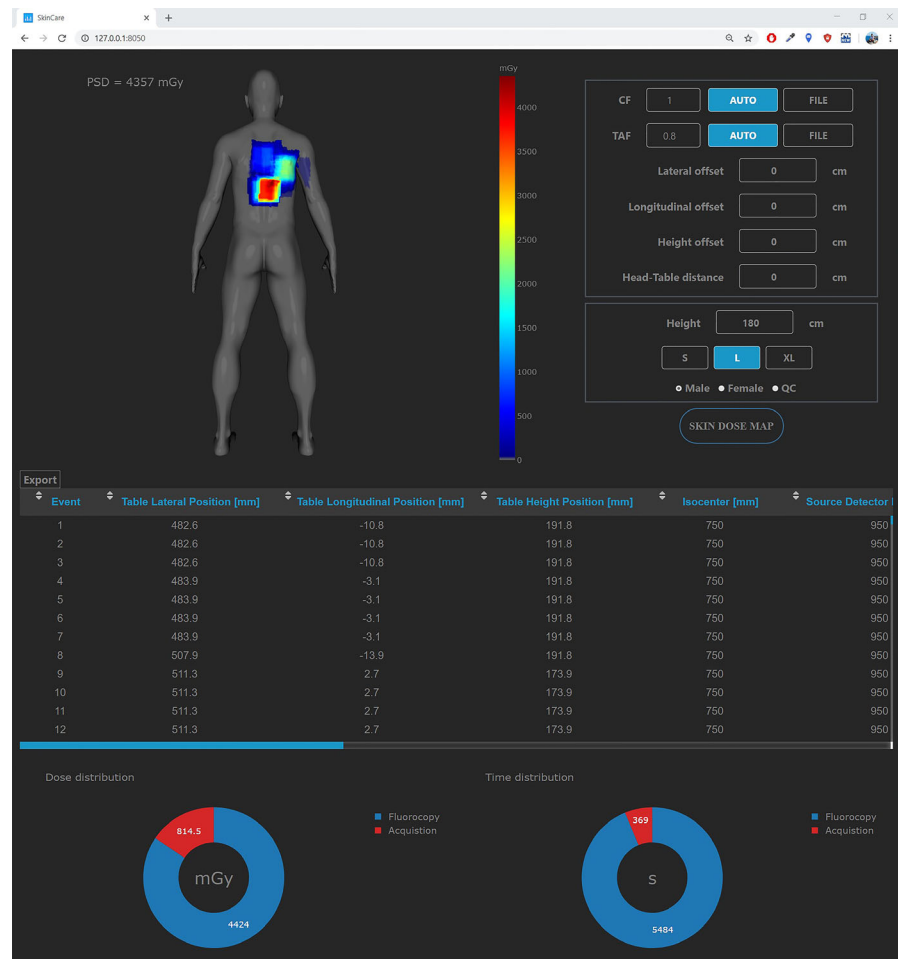 SkinCare × +
127.0.0.1:8050
PSD = 4357 mGy
mGy
4000
3500
3000
2500
2000
1500
1000
500
0
CF 1 AUTO FILE
TAF 0.8 AUTO FILE
Lateral offset 0 cm
Longitudinal offset 0 cm
Height offset 0 cm
Head-Table distance 0 cm
Height 180 cm
S L XL
Male Female QC
SKIN DOSE MAP
Export
Event Table Lateral Position [mm] Table Longitudinal Position [mm] Table Height Position [mm] Isocenter [mm] Source Detector
1 482.6 -10.8 191.8 750 950
2 482.6 -10.8 191.8 750 950
3 482.6 -10.8 191.8 750 950
4 483.9 -3.1 191.8 750 950
5 483.9 -3.1 191.8 750 950
6 483.9 -3.1 191.8 750 950
7 483.9 -3.1 191.8 750 950
8 507.9 -13.9 191.8 750 950
9 511.3 2.7 173.9 750 950
10 511.3 2.7 173.9 750 950
11 511.3 2.7 173.9 750 950
12 511.3 2.7 173.9 750 950
Dose distribution
814.5
mGy
4424
Fluorocopy
Acquistion
Time distribution
369
s
5484
Fluorocopy
Acquistion